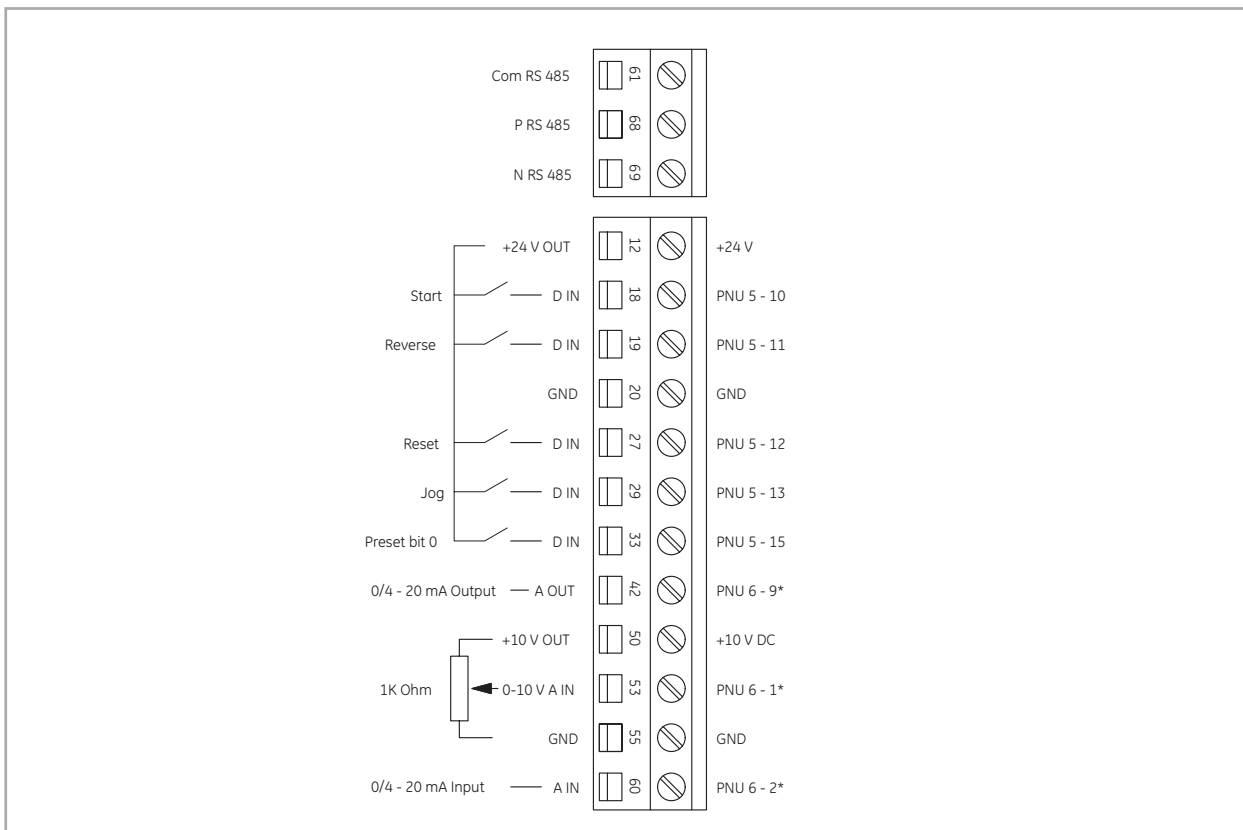 Com RS 485 61
P RS 485 68
N RS 485 69
+24 V OUT 12 +24 V
Start D IN 18 PNU 5 - 10
Reverse D IN 19 PNU 5 - 11
GND 20 GND
Reset D IN 27 PNU 5 - 12
Jog D IN 29 PNU 5 - 13
Preset bit 0 D IN 33 PNU 5 - 15
0/4 - 20 mA Output A OUT 42 PNU 6 - 9*
+10 V OUT 50 +10 V DC
1K Ohm 0-10 V A IN 53 PNU 6 - 1*
GND 55 GND
0/4 - 20 mA Input A IN 60 PNU 6 - 2*